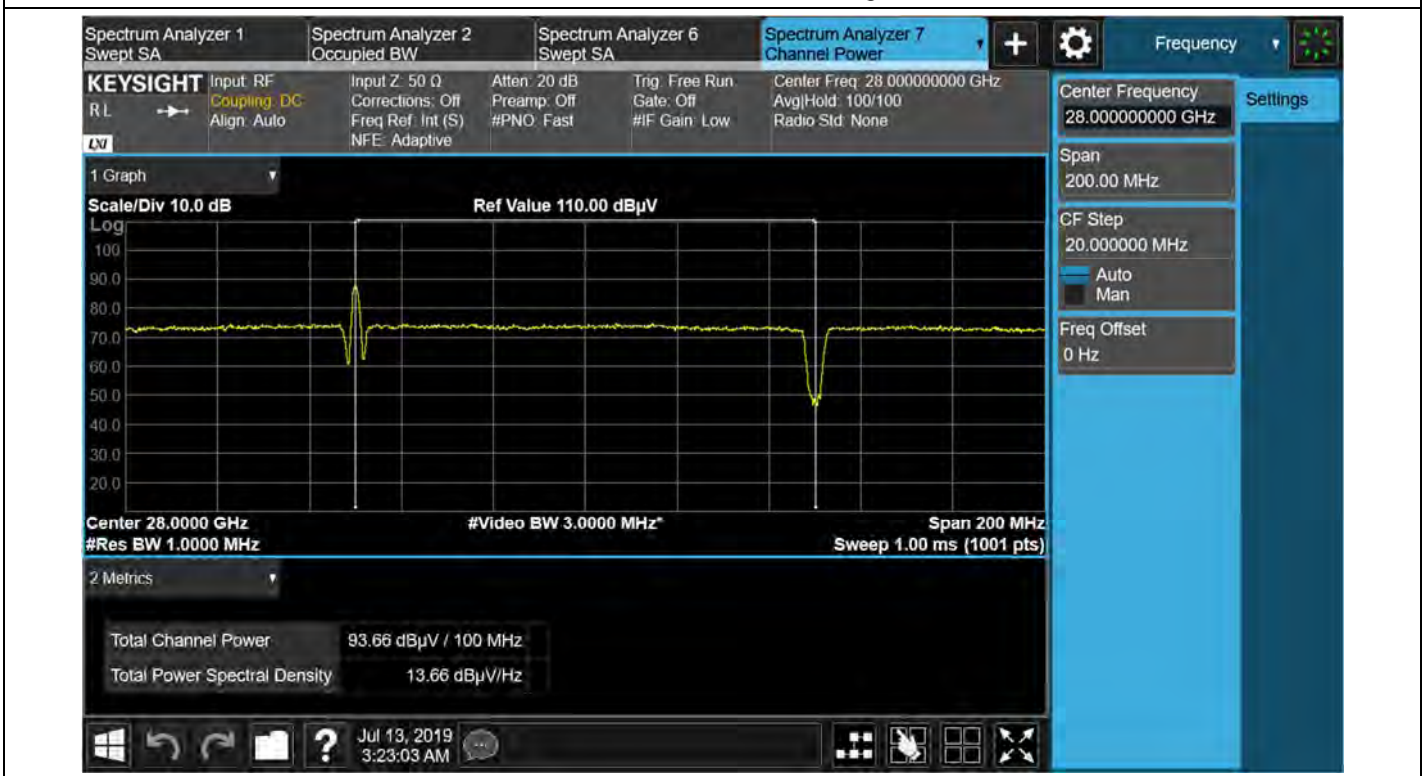 Spectrum Analyzer 1
Swept SA
Spectrum Analyzer 2
Occupied BW
Spectrum Analyzer 6
Swept SA
Spectrum Analyzer 7
Channel Power
+
Frequency
KEYSIGHT
RL
LXI
Input: RF
Coupling: DC
Align: Auto
Input Z: 50 Ω
Corrections: Off
Freq Ref: Int (S)
NFE: Adaptive
Atten: 20 dB
Preamp: Off
#PNO: Fast
Trig: Free Run
Gate: Off
#IF Gain: Low
Center Freq: 28.000000000 GHz
Avg|Hold: 100/100
Radio Std: None
Center Frequency
28.000000000 GHz
Settings
Span
200.00 MHz
CF Step
20.000000 MHz
Auto
Man
Freq Offset
0 Hz
1 Graph
Scale/Div 10.0 dB
Ref Value 110.00 dBµV
Log
100
90.0
80.0
70.0
60.0
50.0
40.0
30.0
20.0
Center 28.0000 GHz
#Video BW 3.0000 MHz*
Span 200 MHz
#Res BW 1.0000 MHz
Sweep 1.00 ms (1001 pts)
2 Metrics
Total Channel Power 93.66 dBµV / 100 MHz
Total Power Spectral Density 13.66 dBµV/Hz
?
Jul 13, 2019
3:23:03 AM